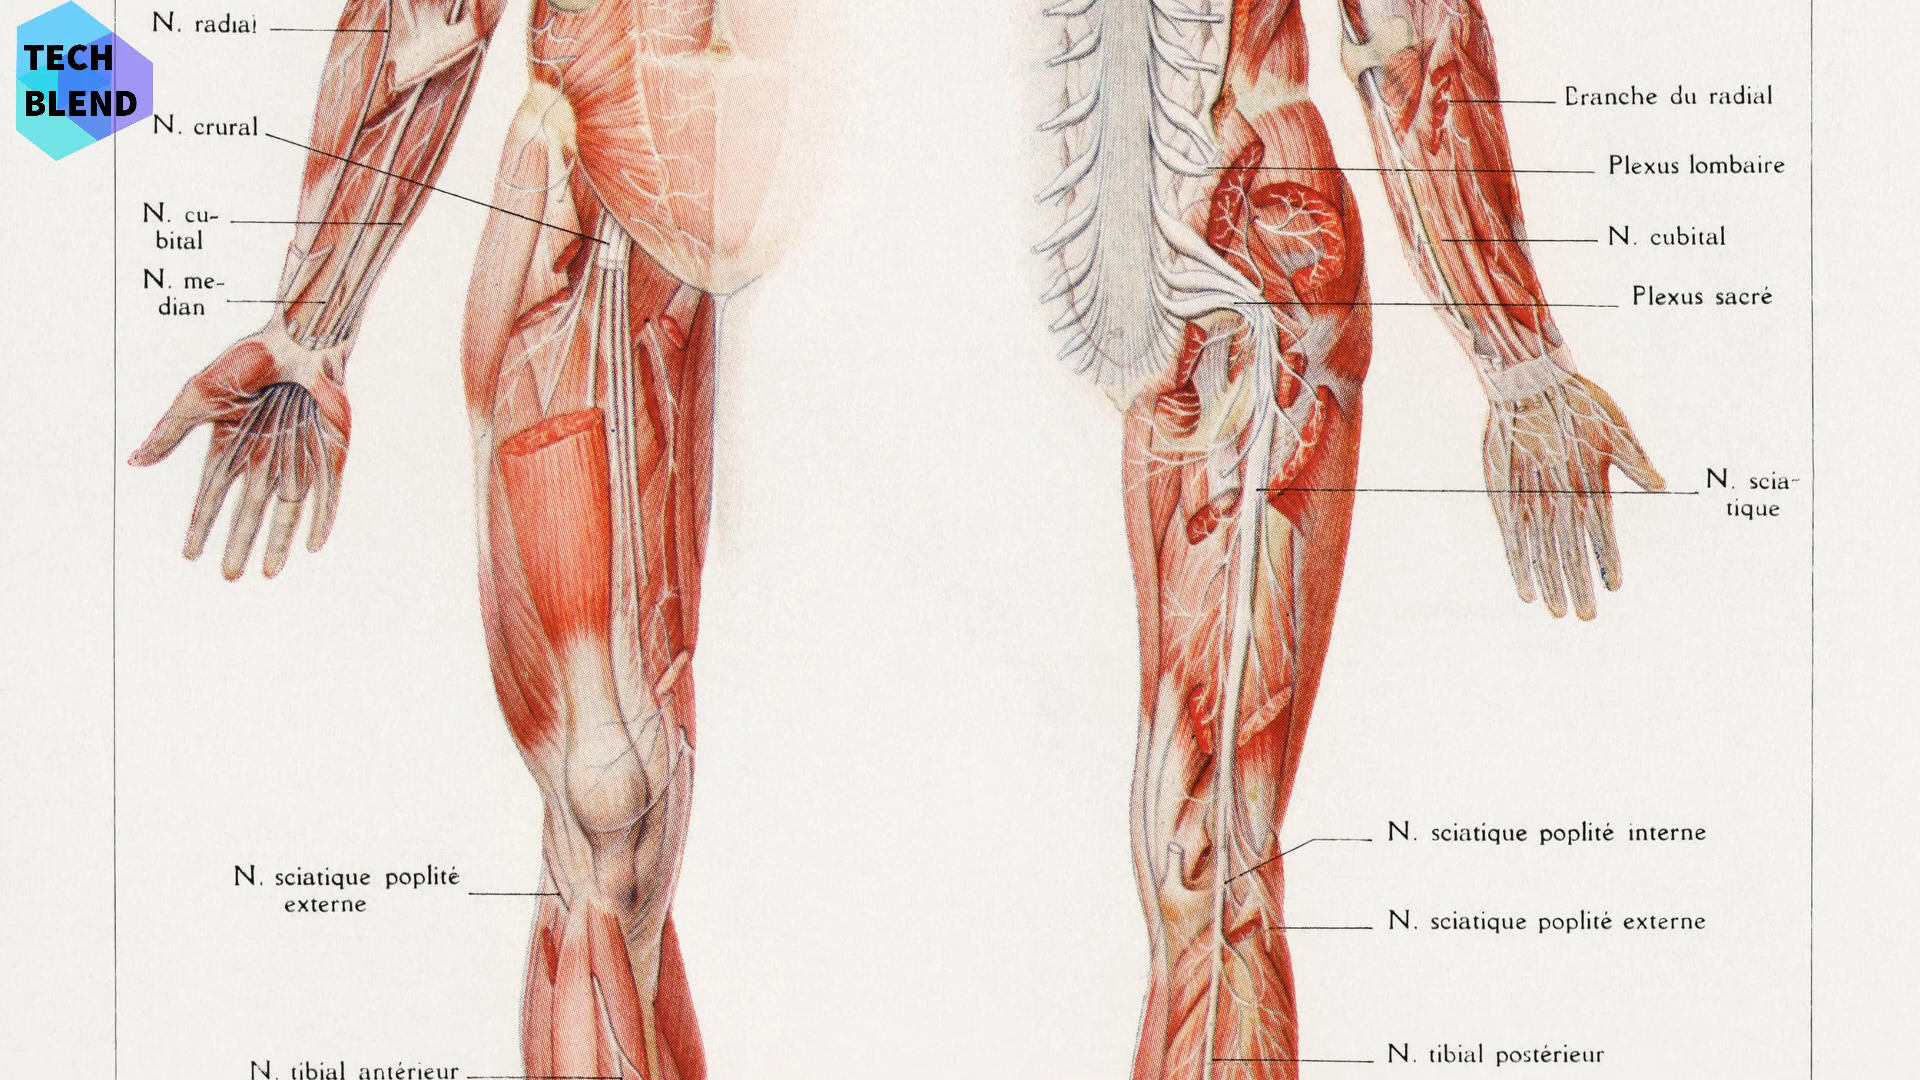 TECH
BLEND
N. radial
N. crural
N. cu-
bital
N. me-
dian
N. sciatique poplité
externe
N. tibial antérieur
Branche du radial
Plexus lombaire
N. cubital
Plexus sacré
N. scia-
tique
N. sciatique poplité interne
N. sciatique poplité externe
N. tibial postérieur